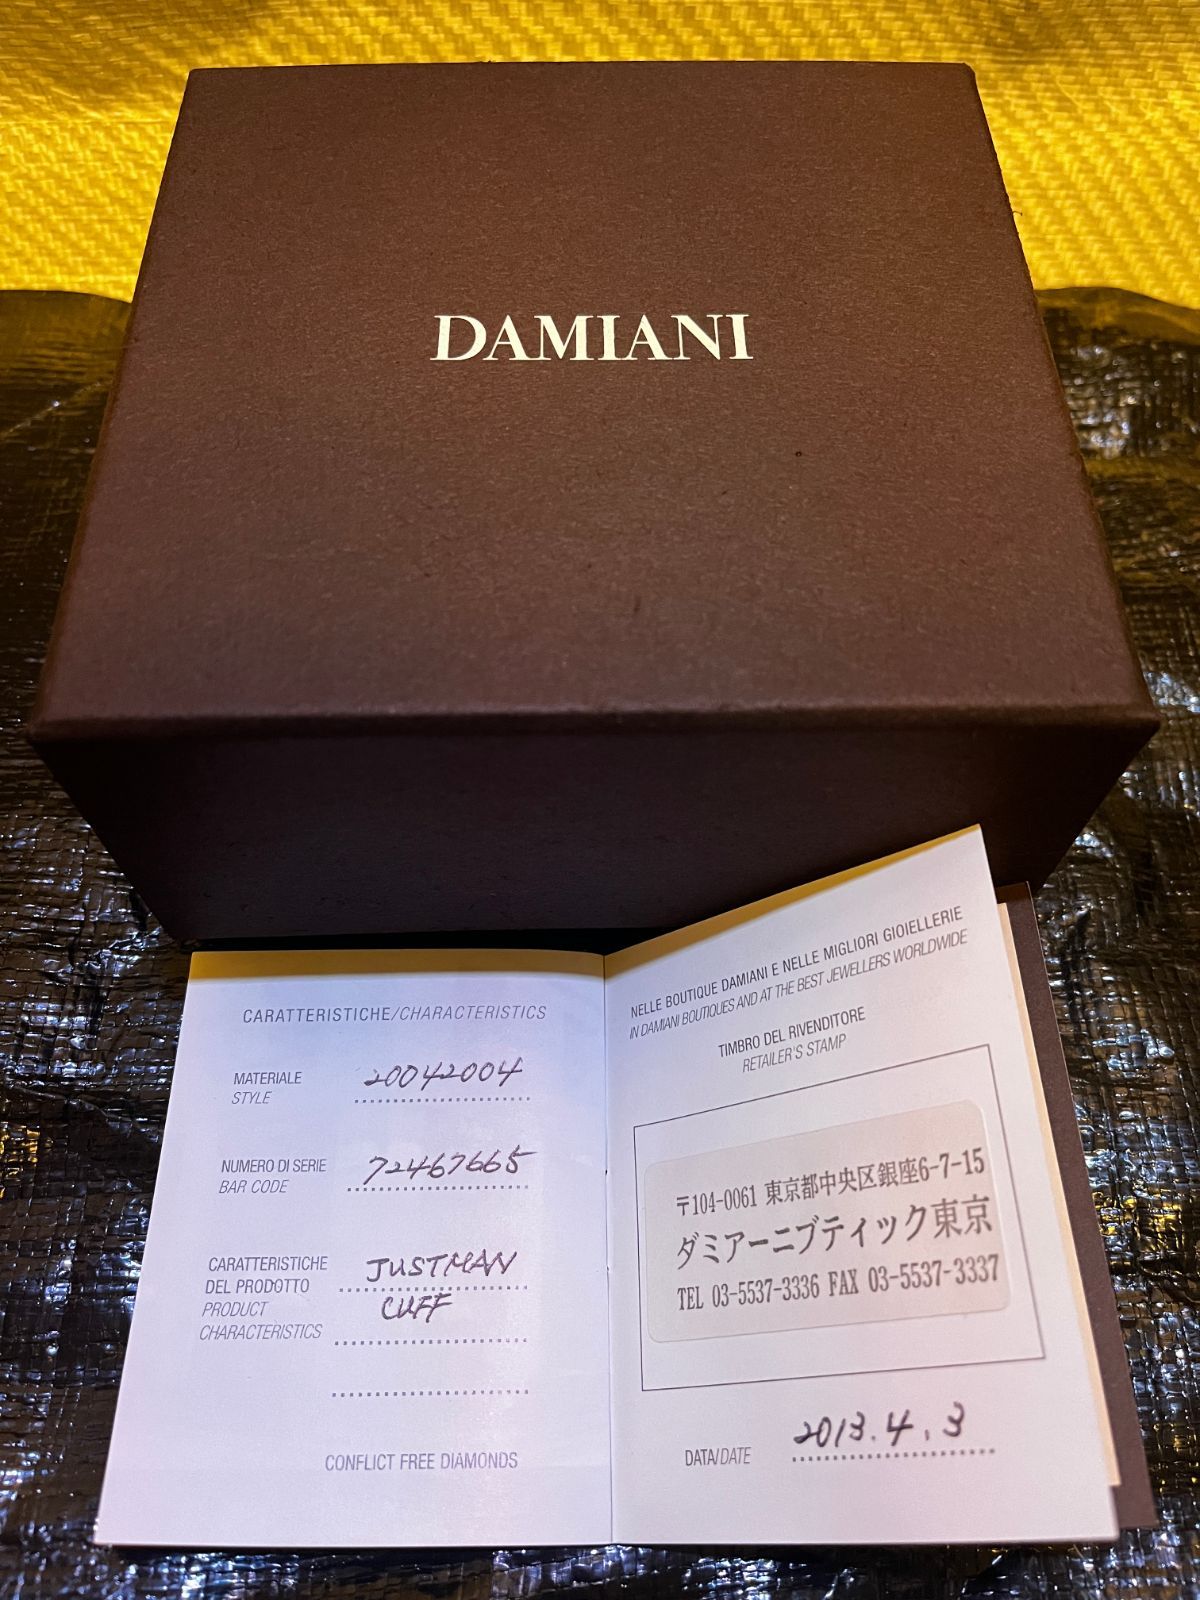 DAMIANI
CARATTERISTICHE/CHARACTERISTICS
MATERIALE
STYLE
20042004
NUMERO DI SERIE
BAR CODE
72467665
CARATTERISTICHE
DEL PRODOTTO
PRODUCT
CHARACTERISTICS
JUSTMAN
CUFF
CONFLICT FREE DIAMONDS
NELLE BOUTIQUE DAMIANI E NELLE MIGLIORI GIOIELLERIE
IN DAMIANI BOUTIQUES AND AT THE BEST JEWELLERS WORLDWIDE
TIMBRO DEL RIVENDITORE
RETAILER'S STAMP
〒104-0061 東京都中央区銀座6-7-15
ダミアーニブティック東京
TEL 03-5537-3336 FAX 03-5537-3337
DATA/DATE 2013.4.3